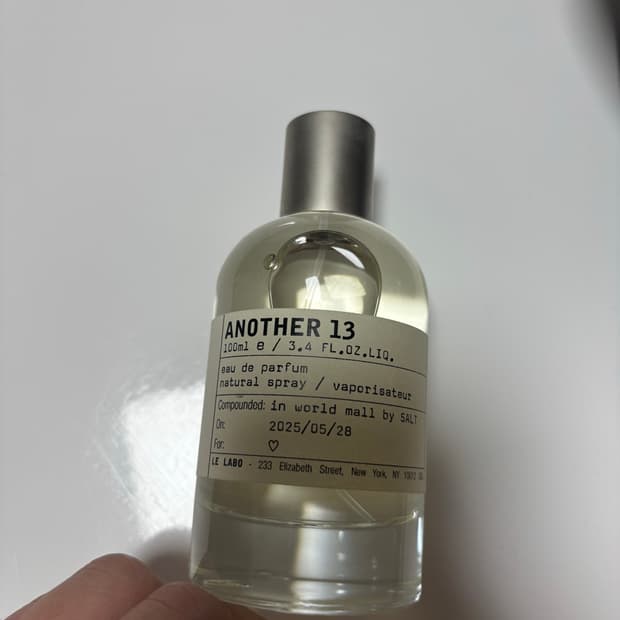 ANOTHER 13
100ml e / 3.4 FL.OZ.LIQ.
eau de parfum
natural spray / vaporisateur
Compounded: in world mall by SALT
On: 2025/05/28
For: ♡
LE LABO - 233 Elizabeth Street, New York, NY 10012